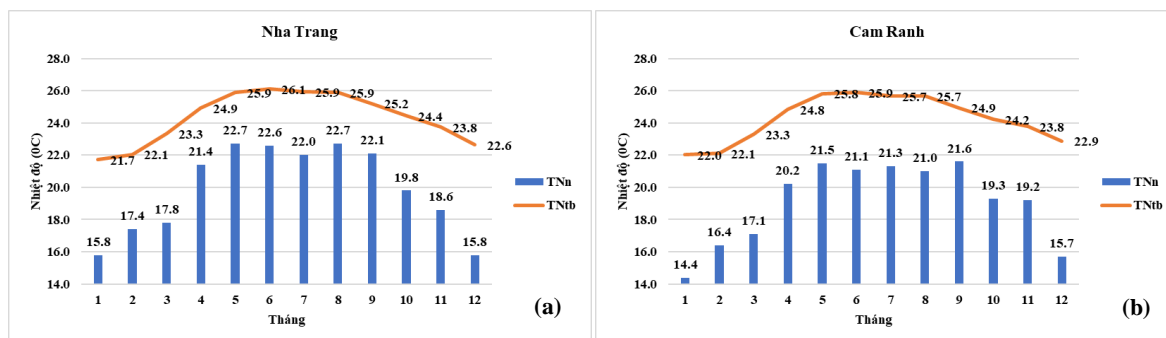 Nha Trang
28.0
26.0
24.0
22.0
20.0
18.0
16.0
14.0
Nhiệt độ (0C)
21.7 22.1 23.3 24.9 25.9 26.1 25.9 25.9 25.2 24.4 23.8 22.6
15.8 17.4 17.8 21.4 22.7 22.6 22.0 22.7 22.1 19.8 18.6 15.8
1 2 3 4 5 6 7 8 9 10 11 12
Tháng
TNn
TNtb
(a)
Cam Ranh
28.0
26.0
24.0
22.0
20.0
18.0
16.0
14.0
Nhiệt độ (0C)
22.0 22.1 23.3 24.8 25.8 25.9 25.7 25.7 24.9 24.2 23.8 22.9
14.4 16.4 17.1 20.2 21.5 21.1 21.3 21.0 21.6 19.3 19.2 15.7
1 2 3 4 5 6 7 8 9 10 11 12
Tháng
TNn
TNtb
(b)